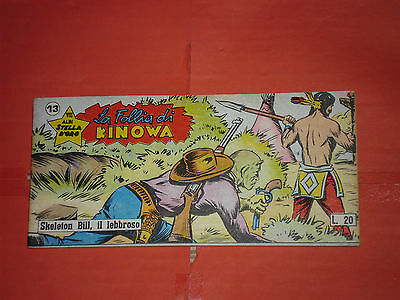 13
ALBI
STELLA
D'ORO
La Follia di
KINOWA
Skeleton Bill, il lebbroso
L. 20